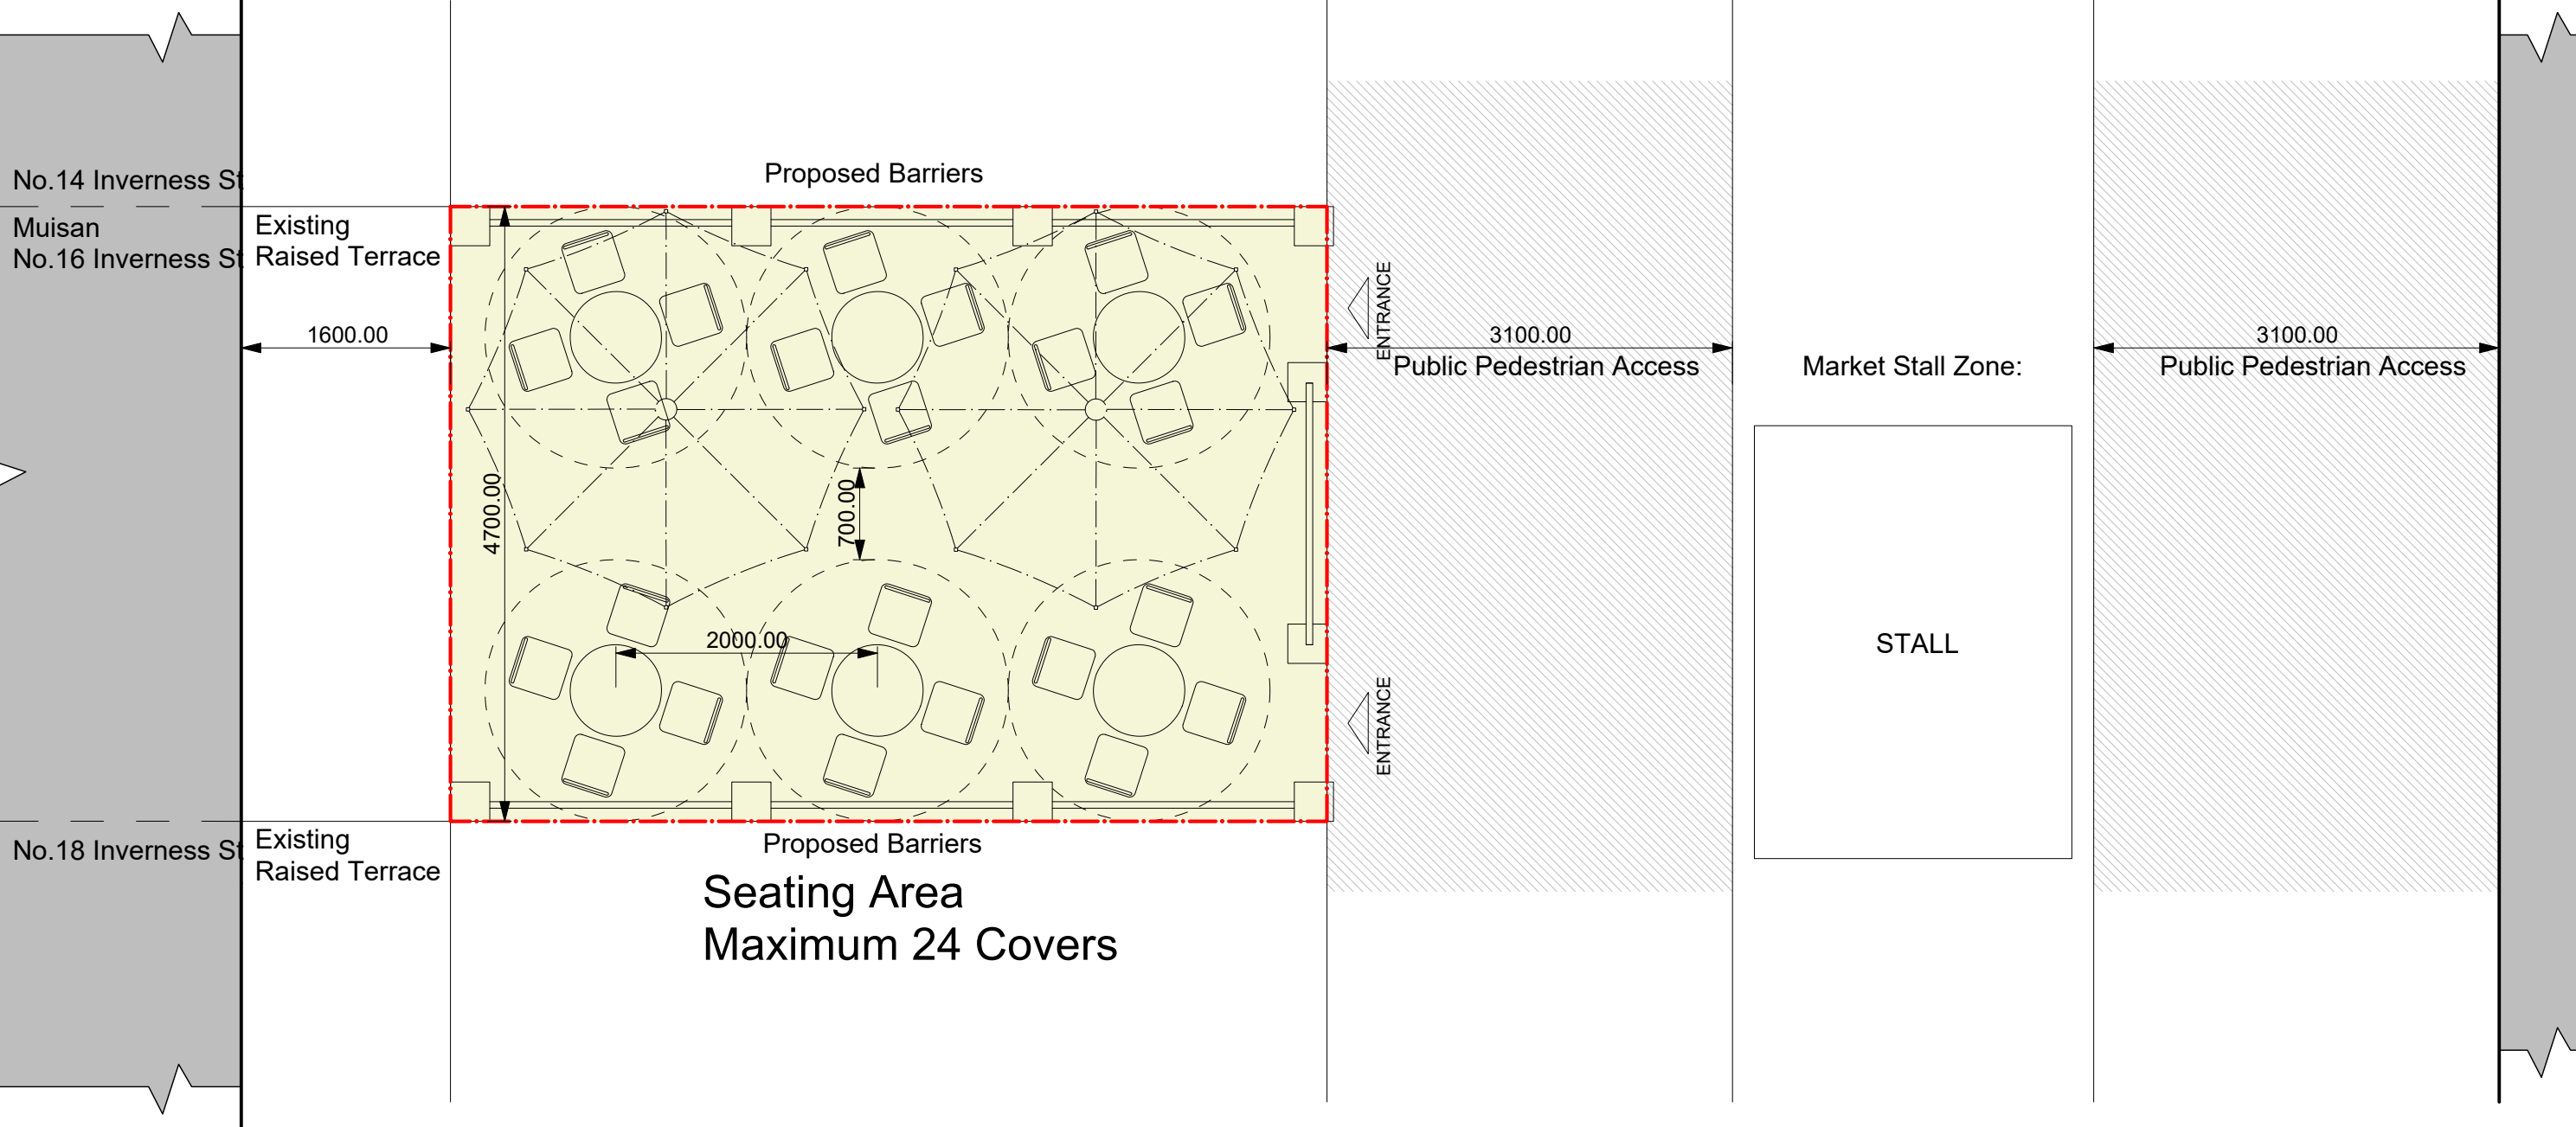 Proposed Barriers
No.14 Inverness St
Muisan
No.16 Inverness St
Existing
Raised Terrace
1600.00
ENTRANCE
3100.00
Public Pedestrian Access
Market Stall Zone:
3100.00
Public Pedestrian Access
4700.00
700.00
2000.00
STALL
ENTRANCE
No.18 Inverness St
Existing
Raised Terrace
Proposed Barriers
Seating Area
Maximum 24 Covers